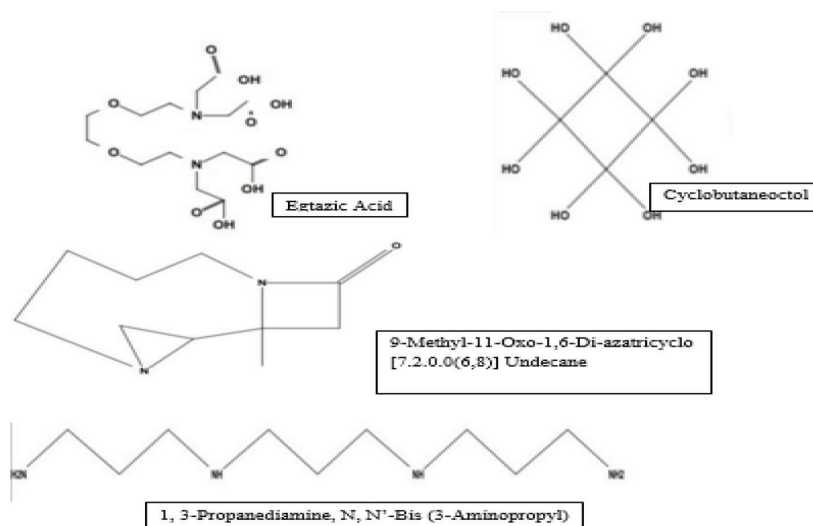 O
OH
O
N
OH
O
O
N
O
OH
O
OH
Egtazic Acid
HO
OH
HO
OH
HO
OH
HO
OH
Cyclobutaneoctol
O
N
N
9-Methyl-11-Oxo-1,6-Di-azatricyclo
[7.2.0.0(6,8)] Undecane
H2N
NH
NH
NH2
1, 3-Propanediamine, N, N'-Bis (3-Aminopropyl)